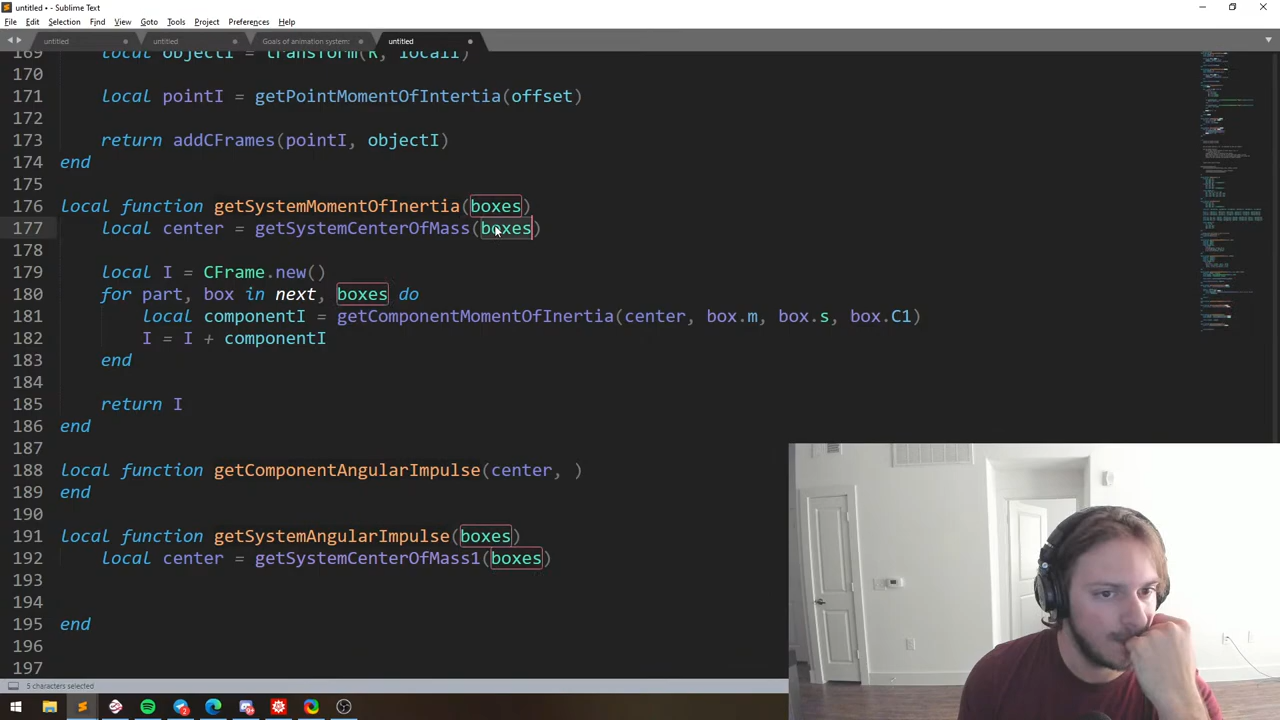 untitled • - Sublime Text
File Edit Selection Find View Goto Tools Project Preferences Help
untitled untitled Goals of animation system: untitled
169 local objectI = transform(R, localI)
170
171 local pointI = getPointMomentOfIntertia(offset)
172
173 return addCFrames(pointI, objectI)
174 end
175
176 local function getSystemMomentOfInertia(boxes)
177 local center = getSystemCenterOfMass(boxes)
178
179 local I = CFrame.new()
180 for part, box in next, boxes do
181 local componentI = getComponentMomentOfInertia(center, box.m, box.s, box.C1)
182 I = I + componentI
183 end
184
185 return I
186 end
187
188 local function getComponentAngularImpulse(center, )
189 end
190
191 local function getSystemAngularImpulse(boxes)
192 local center = getSystemCenterOfMass1(boxes)
193
194
195 end
196
197
5 characters selected